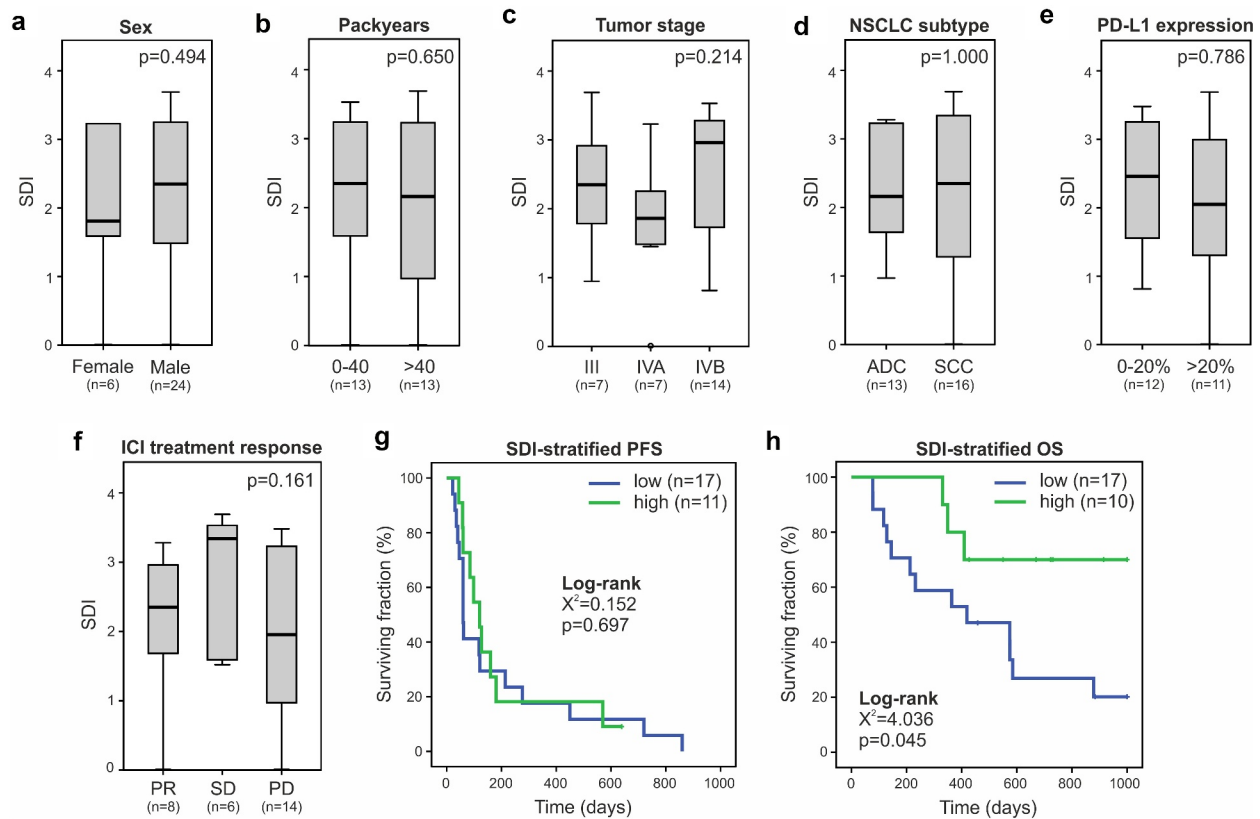 a
Sex
p=0.494
SDI
4
3
2
1
0
Female
Male
(n=6)
(n=24)
b
Packyears
p=0.650
SDI
4
3
2
1
0
0-40
>40
(n=13)
(n=13)
c
Tumor stage
p=0.214
SDI
4
3
2
1
0
III
IVA
IVB
(n=7)
(n=7)
(n=14)
d
NSCLC subtype
p=1.000
SDI
4
3
2
1
0
ADC
SCC
(n=13)
(n=16)
e
PD-L1 expression
p=0.786
SDI
4
3
2
1
0
0-20%
>20%
(n=12)
(n=11)
f
ICI treatment response
p=0.161
SDI
4
3
2
1
0
PR
SD
PD
(n=8)
(n=6)
(n=14)
g
SDI-stratified PFS
low (n=17)
high (n=11)
Log-rank
X²=0.152
p=0.697
Surviving fraction (%)
100
80
60
40
20
0
0
200
400
600
800
1000
Time (days)
h
SDI-stratified OS
low (n=17)
high (n=10)
Log-rank
X²=4.036
p=0.045
Surviving fraction (%)
100
80
60
40
20
0
0
200
400
600
800
1000
Time (days)